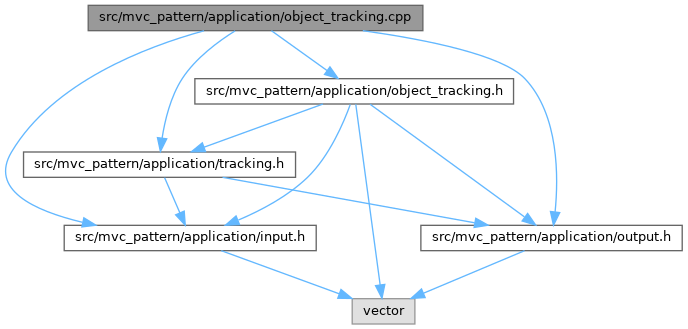 src/mvc_pattern/application/object_tracking.cpp
src/mvc_pattern/application/object_tracking.h
src/mvc_pattern/application/tracking.h
src/mvc_pattern/application/input.h
src/mvc_pattern/application/output.h
vector